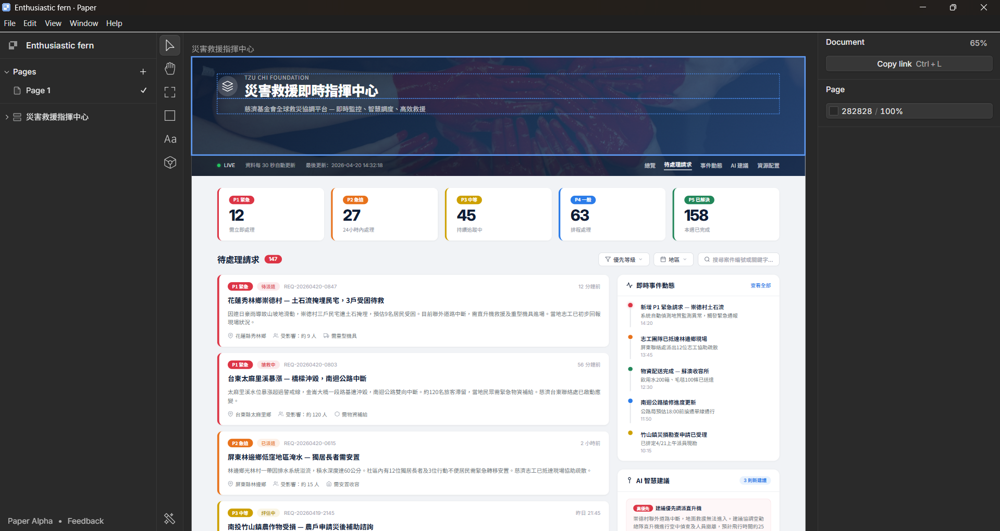 Enthusiastic fern · Paper
File Edit View Window Help
Enthusiastic fern
Pages
Page 1
災害救援指揮中心
Paper Alpha • Feedback
Aa
災害救援指揮中心
TZU CHI FOUNDATION
災害救援即時指揮中心
慈濟基金會全球救災協調平台 — 即時監控、智慧調度、高效救援
LIVE 資料每 30 秒自動更新 最後更新：2026-04-20 14:32:18
總覽 待處理請求 事件動態 AI 建議 資源配置
P1 緊急
12
需立即處理
P2 急迫
27
24小時內處理
P3 中等
45
持續追蹤中
P4 一般
63
排程處理
P5 已解決
158
本週已完成
待處理請求 147
優先等級 地區 搜尋案件編號或關鍵字...
P1 緊急 待派遣 REQ-20260420-0847 12 分鐘前
花蓮秀林鄉崇德村 — 土石流掩埋民宅，3戶受困待救
因連日豪雨導致山坡地滑動，崇德村三戶民宅遭土石掩埋，預估9名居民受困。目前聯外道路中斷，需直升機救援及重型機具進場。當地志工已初步回報
現場狀況。
花蓮縣秀林鄉 受影響：約 9 人 需重型機具
P1 緊急 搶救中 REQ-20260420-0803 56 分鐘前
台東太麻里溪暴漲 — 橋樑沖毀，南迴公路中斷
太麻里溪水位暴漲超過警戒線，金崙大橋一段路基遭沖毀，南迴公路雙向中斷。約120名旅客滯留，當地民眾需緊急物資補給。慈濟台東聯絡處已啟動應
變。
台東縣太麻里鄉 受影響：約 120 人 需物資補給
P2 急迫 已派遣 REQ-20260420-0615 2 小時前
屏東林邊鄉低窪地區淹水 — 獨居長者需安置
林邊鄉光林村一帶因排水系統溢流，積水深度達60公分。社區內有12位獨居長者及3位行動不便居民需緊急轉移安置。慈濟志工已抵達現場協助疏散。
屏東縣林邊鄉 受影響：約 15 人 需安置收容
P3 中等 評估中 REQ-20260419-2145 昨日 21:45
南投竹山鎮農作物受損 — 農戶申請災後補助諮詢
即時事件動態 查看全部
新增 P1 緊急請求 — 崇德村土石流
系統自動偵測地質監測異常，觸發緊急通報
14:20
志工團隊已抵達林邊鄉現場
屏東聯絡處派出12位志工協助疏散
13:45
物資配送完成 — 蘇澳收容所
飲用水200箱、毛毯100條已送達
12:30
南迴公路搶修進度更新
公路局預估18:00前搶通單線通行
11:50
竹山鎮災損勘查申請已受理
已排定4/21上午派員現勘
10:15
AI 智慧建議 3 則新建議
高優先 建議優先調派直升機
崇德村聯外道路中斷，地面救援無法進入。建議協調空勤
總隊直升機進行空中偵查及人員撤離，預計飛行時間約25
Document 65%
Copy link Ctrl + L
Page
282828 / 100%